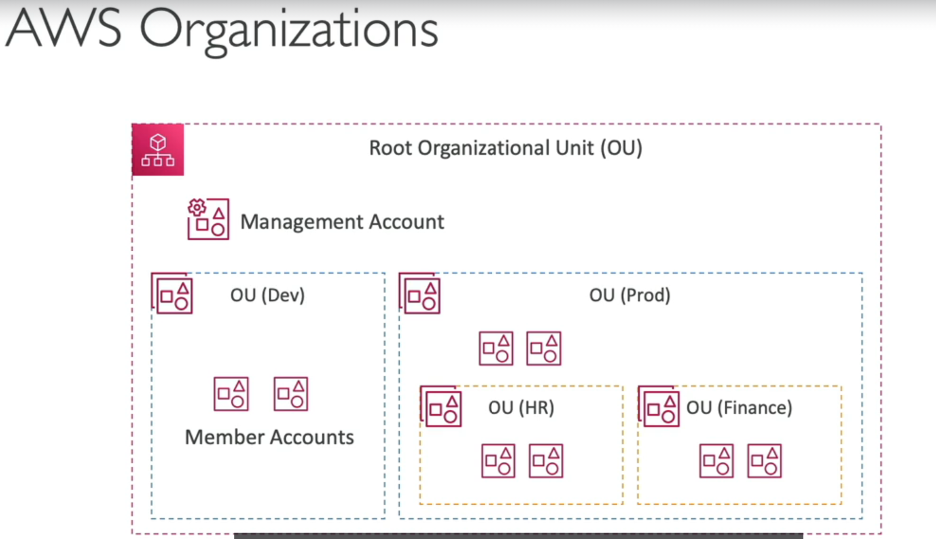 AWS Organizations
Root Organizational Unit (OU)
Management Account
OU (Dev)
OU (Prod)
Member Accounts
OU (HR)
OU (Finance)